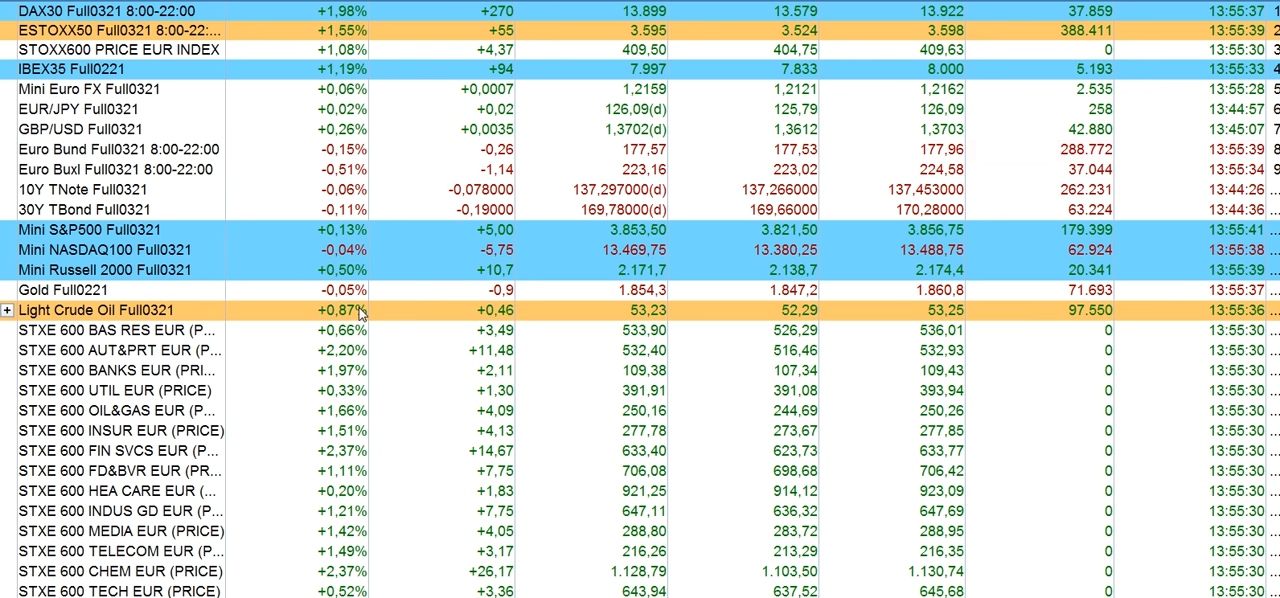 DAX30 Full0321 8:00-22:00 +1,98% +270 13.899 13.579 13.922 37.859 13:55:37 1
ESTOXX50 Full0321 8:00-22:... +1,55% +55 3.595 3.524 3.598 388.411 13:55:39 2
STOXX600 PRICE EUR INDEX +1,08% +4,37 409,50 404,75 409,63 0 13:55:30 3
IBEX35 Full0221 +1,19% +94 7.997 7.833 8.000 5.193 13:55:33 4
Mini Euro FX Full0321 +0,06% +0,0007 1,2159 1,2121 1,2162 2.535 13:55:28 5
EUR/JPY Full0321 +0,02% +0,02 126,09(d) 125,79 126,09 258 13:44:57 6
GBP/USD Full0321 +0,26% +0,0035 1,3702(d) 1,3612 1,3703 42.880 13:45:07 7
Euro Bund Full0321 8:00-22:00 -0,15% -0,26 177,57 177,53 177,96 288.772 13:55:39 8
Euro Buxl Full0321 8:00-22:00 -0,51% -1,14 223,16 223,02 224,58 37.044 13:55:34 9
10Y TNote Full0321 -0,06% -0,078000 137,297000(d) 137,266000 137,453000 262.231 13:44:26 ...
30Y TBond Full0321 -0,11% -0,19000 169,78000(d) 169,66000 170,28000 63.224 13:44:36 ...
Mini S&P500 Full0321 +0,13% +5,00 3.853,50 3.821,50 3.856,75 179.399 13:55:41 ...
Mini NASDAQ100 Full0321 -0,04% -5,75 13.469,75 13.380,25 13.488,75 62.924 13:55:38 ...
Mini Russell 2000 Full0321 +0,50% +10,7 2.171,7 2.138,7 2.174,4 20.341 13:55:39 ...
Gold Full0221 -0,05% -0,9 1.854,3 1.847,2 1.860,8 71.693 13:55:37 ...
Light Crude Oil Full0321 +0,87% +0,46 53,23 52,29 53,25 97.550 13:55:36 ...
STXE 600 BAS RES EUR (P... +0,66% +3,49 533,90 526,29 536,01 0 13:55:30 ...
STXE 600 AUT&PRT EUR (P... +2,20% +11,48 532,40 516,46 532,93 0 13:55:30 ...
STXE 600 BANKS EUR (PRI... +1,97% +2,11 109,38 107,34 109,43 0 13:55:30 ...
STXE 600 UTIL EUR (PRICE) +0,33% +1,30 391,91 391,08 393,94 0 13:55:30 ...
STXE 600 OIL&GAS EUR (P... +1,66% +4,09 250,16 244,69 250,26 0 13:55:30 ...
STXE 600 INSUR EUR (PRICE) +1,51% +4,13 277,78 273,67 277,85 0 13:55:30 ...
STXE 600 FIN SVCS EUR (P... +2,37% +14,67 633,40 623,73 633,77 0 13:55:30 ...
STXE 600 FD&BVR EUR (PR... +1,11% +7,75 706,08 698,68 706,42 0 13:55:30 ...
STXE 600 HEA CARE EUR (... +0,20% +1,83 921,25 914,12 923,09 0 13:55:30 ...
STXE 600 INDUS GD EUR (P... +1,21% +7,75 647,11 636,32 647,69 0 13:55:30 ...
STXE 600 MEDIA EUR (PRICE) +1,42% +4,05 288,80 283,72 288,95 0 13:55:30 ...
STXE 600 TELECOM EUR (P... +1,49% +3,17 216,26 213,29 216,35 0 13:55:30 ...
STXE 600 CHEM EUR (PRICE) +2,37% +26,17 1.128,79 1.103,50 1.130,74 0 13:55:30 ...
STXE 600 TECH EUR (PRICE) +0,52% +3,36 643,94 637,52 645,68 0 13:55:30 ...